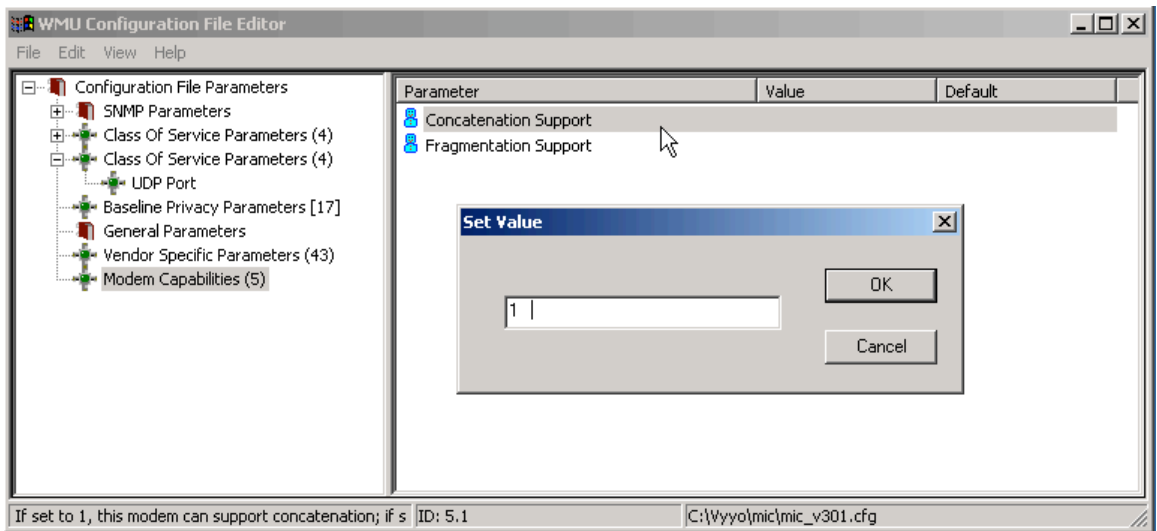 WMU Configuration File Editor
File Edit View Help
Configuration File Parameters
SNMP Parameters
Class Of Service Parameters (4)
Class Of Service Parameters (4)
UDP Port
Baseline Privacy Parameters [17]
General Parameters
Vendor Specific Parameters (43)
Modem Capabilities (5)
Parameter Value Default
Concatenation Support
Fragmentation Support
Set Value
1
OK
Cancel
If set to 1, this modem can support concatenation; if s ID: 5.1 C:\Vyyo\mic\mic_v301.cfg